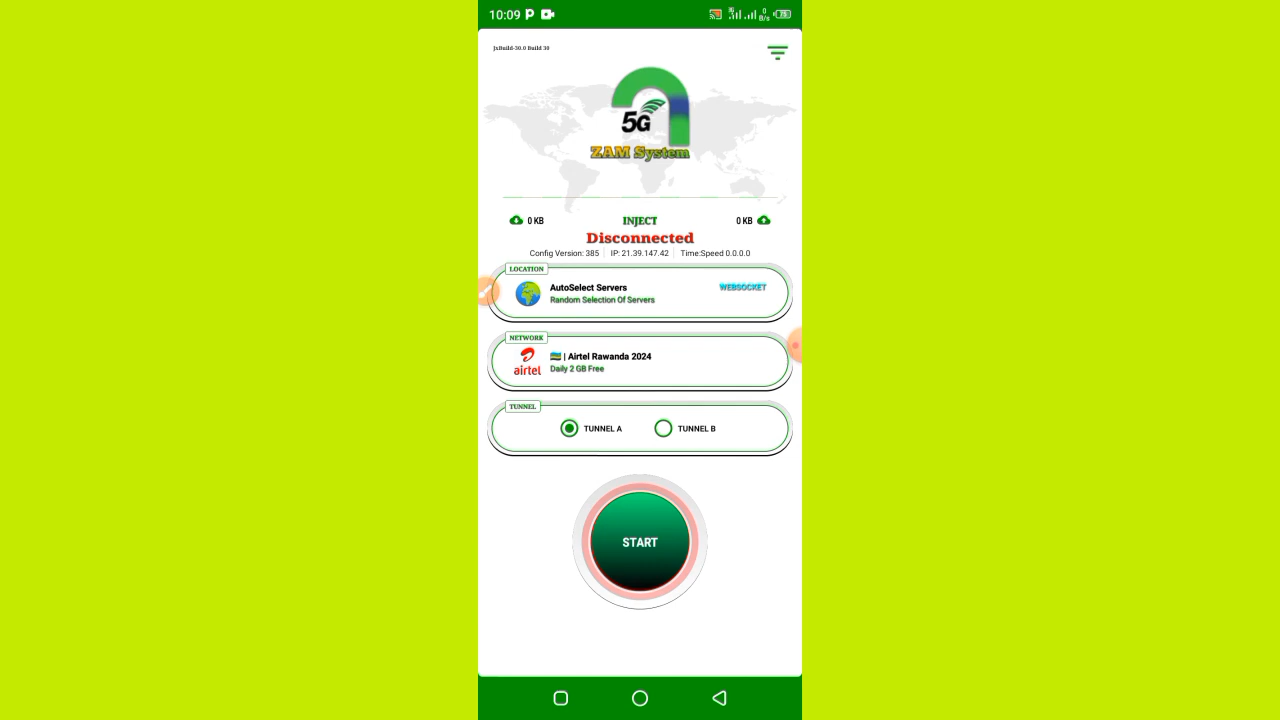 10:09 P 0 B/s 75
JxBuild-30.0 Build 30
5G
ZAM System
0 KB INJECT 0 KB
Disconnected
Config Version: 385 | IP: 21.39.147.42 | Time:Speed 0.0.0.0
LOCATION
AutoSelect Servers WEBSOCKET
Random Selection Of Servers
NETWORK
airtel
| Airtel Rawanda 2024
Daily 2 GB Free
TUNNEL
TUNNEL A TUNNEL B
START